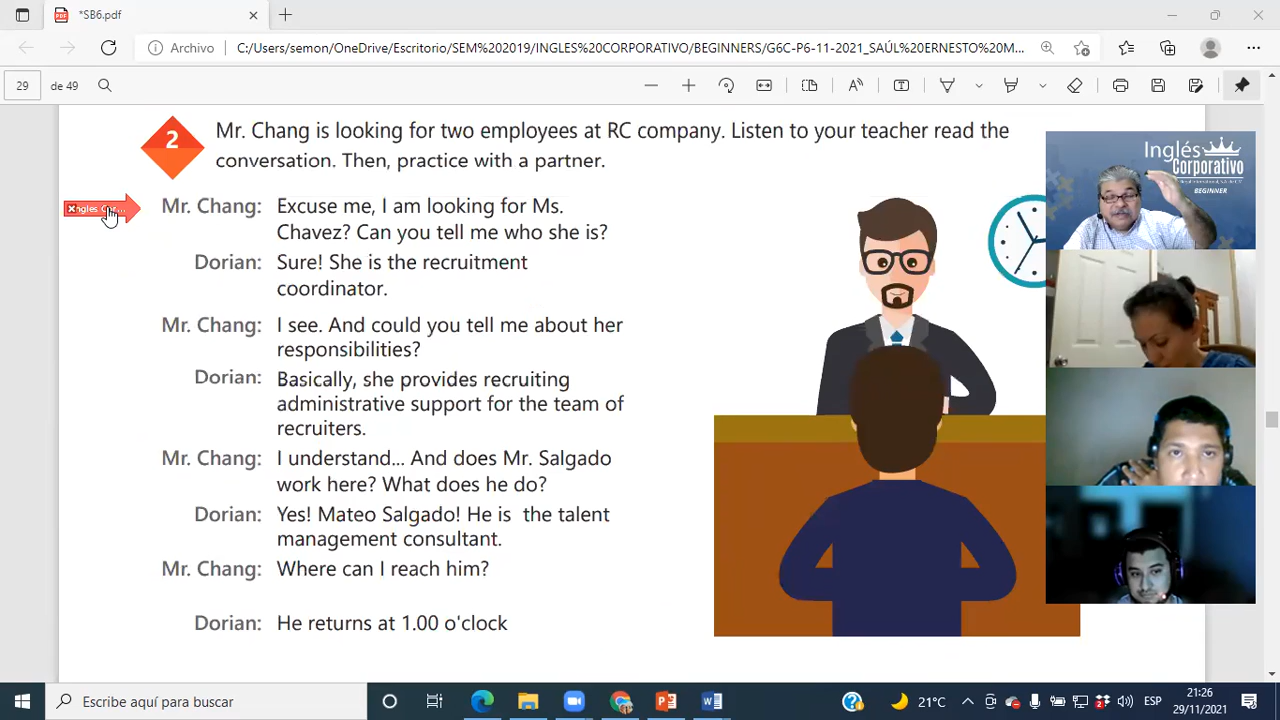 *SB6.pdf
Archivo
C:/Users/semon/OneDrive/Escritorio/SEM%202019/INGLES%20CORPORATIVO/BEGINNERS/G6C-P6-11-2021_SAÚL%20ERNESTO%20M...
29 de 49
2
Mr. Chang is looking for two employees at RC company. Listen to your teacher read the
conversation. Then, practice with a partner.
Mr. Chang: Excuse me, I am looking for Ms.
Chavez? Can you tell me who she is?
Dorian: Sure! She is the recruitment
coordinator.
Mr. Chang: I see. And could you tell me about her
responsibilities?
Dorian: Basically, she provides recruiting
administrative support for the team of
recruiters.
Mr. Chang: I understand... And does Mr. Salgado
work here? What does he do?
Dorian: Yes! Mateo Salgado! He is the talent
management consultant.
Mr. Chang: Where can I reach him?
Dorian: He returns at 1.00 o'clock
Inglés
Corporativo
BEGINNER
Escribe aquí para buscar
21°C
ESP
21:26
29/11/2021